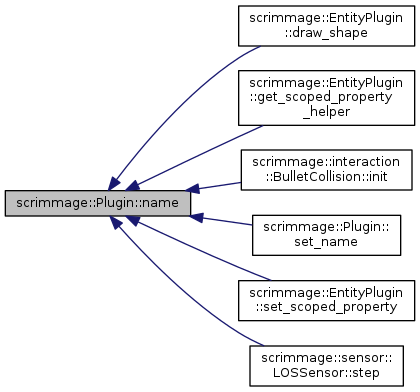 scrimmage::EntityPlugin
::draw_shape
scrimmage::EntityPlugin
::get_scoped_property
_helper
scrimmage::interaction
::BulletCollision::init
scrimmage::Plugin::name
scrimmage::Plugin::
set_name
scrimmage::EntityPlugin
::set_scoped_property
scrimmage::sensor::
LOSSensor::step